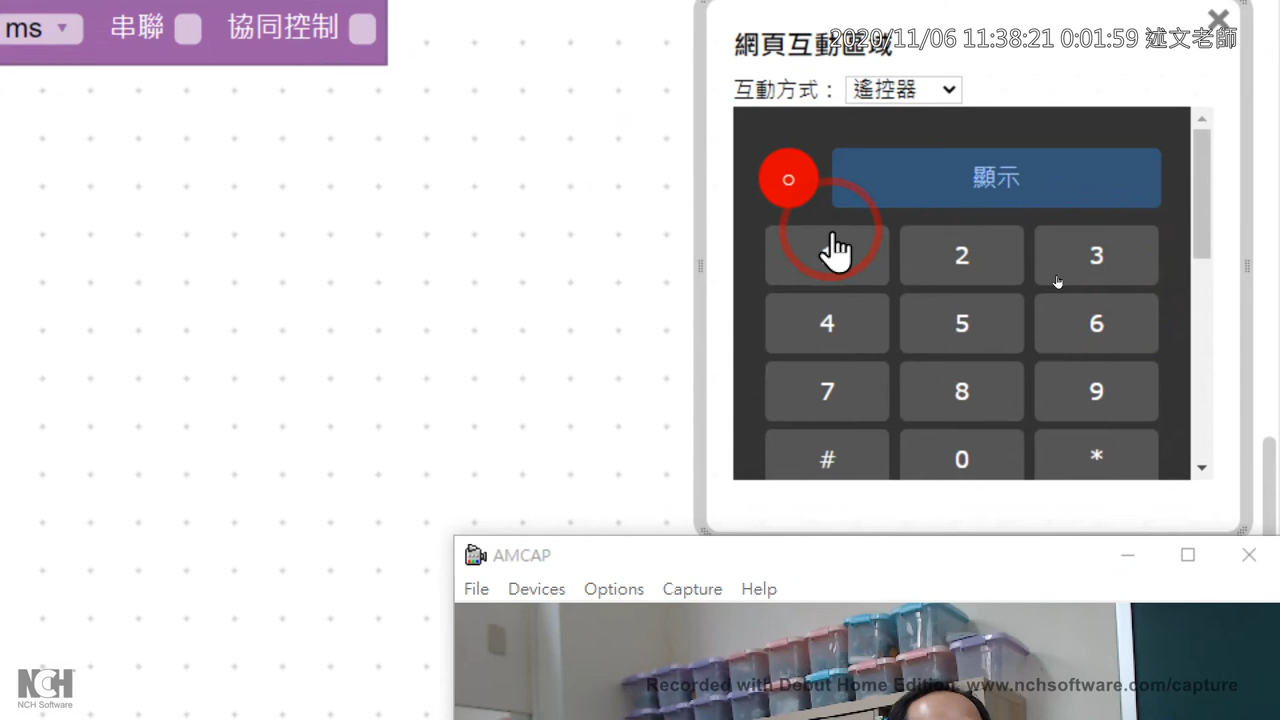 ms 串聯 協同控制
網頁互動區域
2020/11/06 11:38:21 0:01:59 述文老師
互動方式： 遙控器
○ 顯示
2 3
4 5 6
7 8 9
# 0 *
AMCAP
File Devices Options Capture Help
NCH
NCH Software
Recorded with Debut Home Edition. www.nchsoftware.com/capture